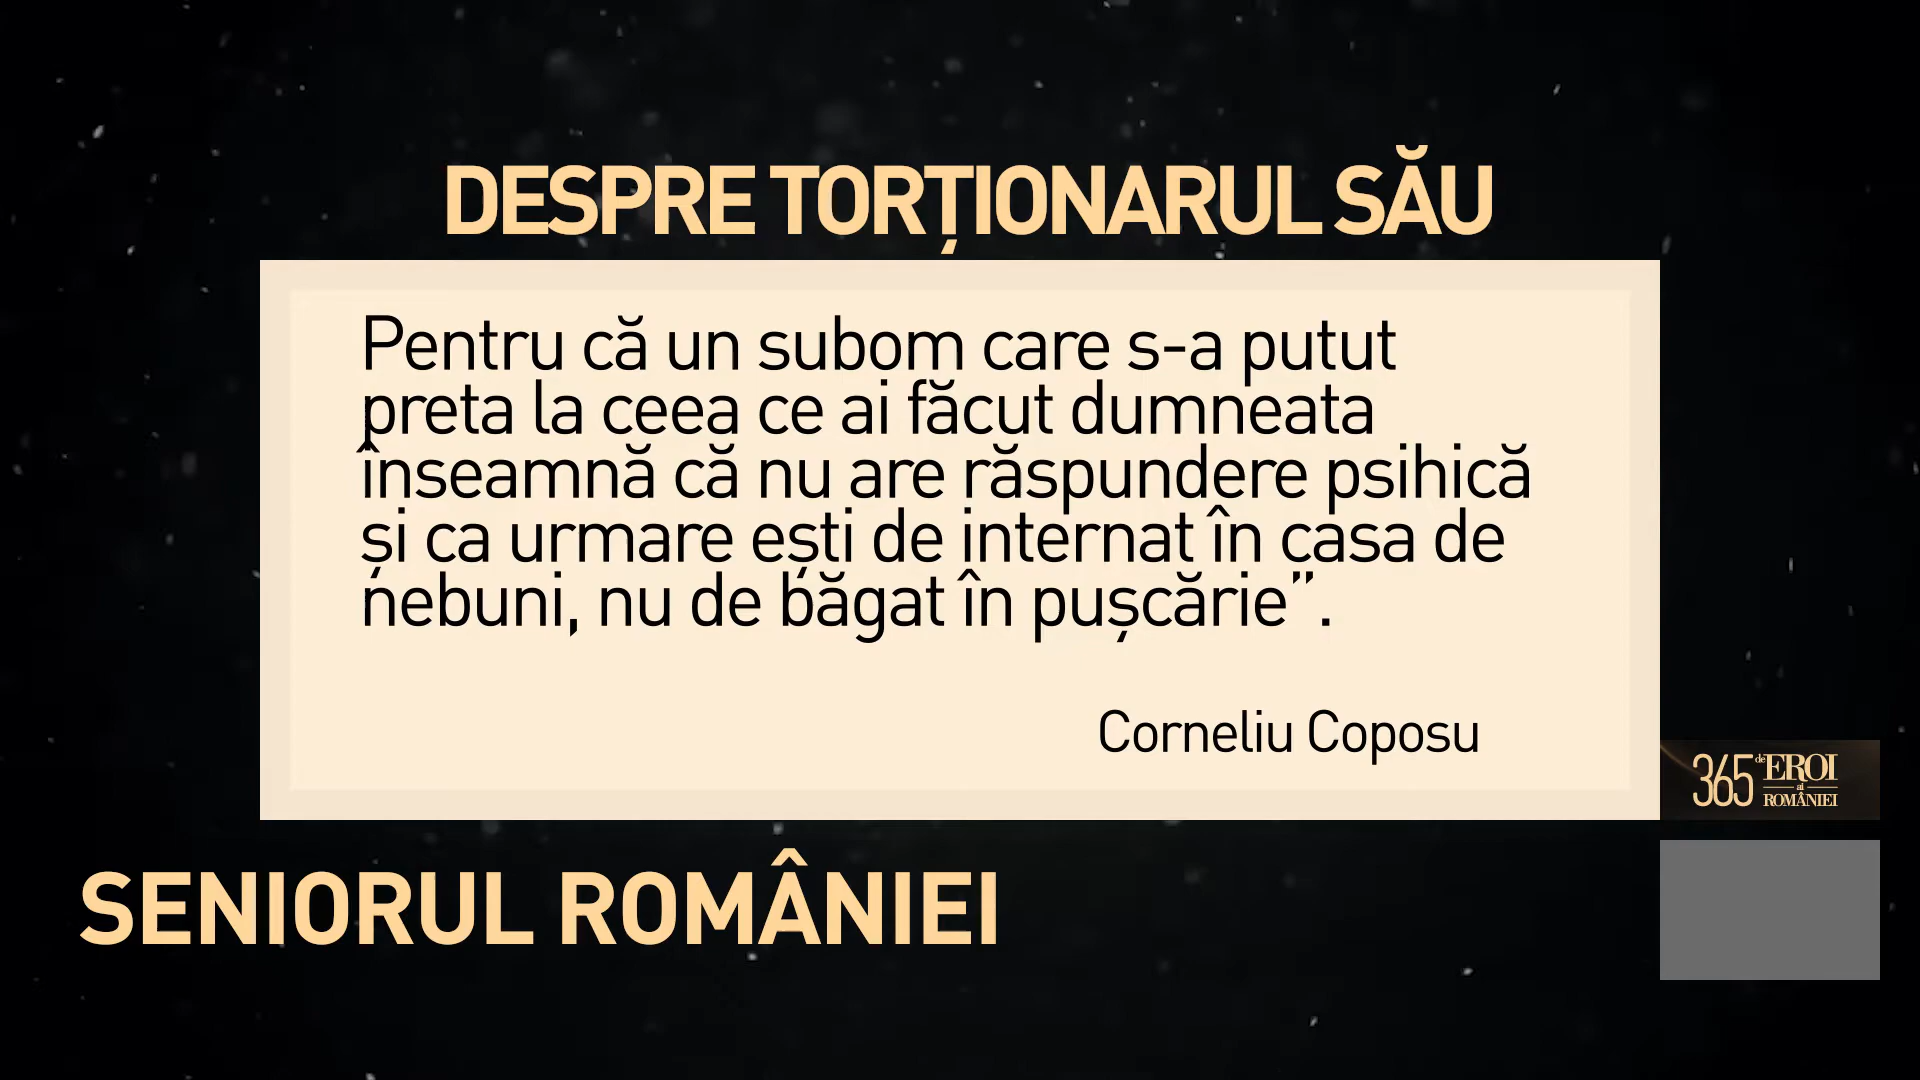 DESPRE TORȚIONARUL SĂU
Pentru că un subom care s-a putut
preta la ceea ce ai făcut dumneata
înseamnă că nu are răspundere psihică
și ca urmare ești de internat în casa de
nebuni, nu de băgat în pușcărie”.
Corneliu Coposu
365 de EROI
ai
ROMÂNIEI
SENIORUL ROMÂNIEI